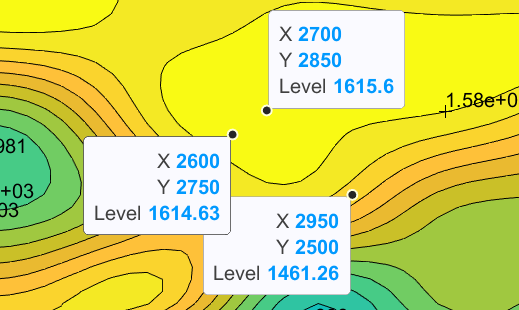 X 2700
Y 2850
Level 1615.6
1.58e+0
981
X 2600
Y 2750
Level 1614.63
+03
03
X 2950
Y 2500
Level 1461.26